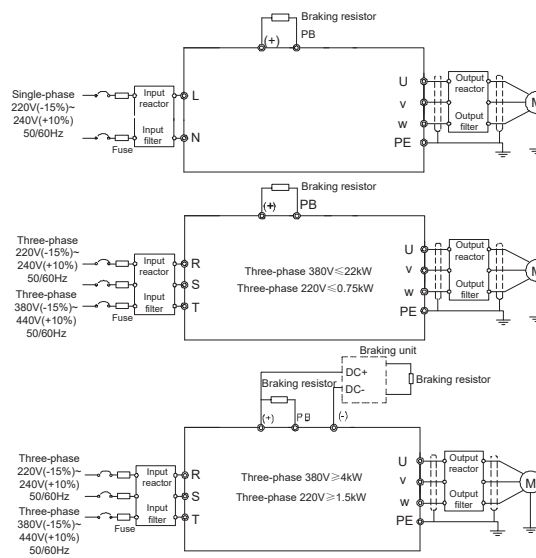 Braking resistor
(+)
PB
Single-phase
220V(-15%)~
240V(+10%)
50/60Hz
Fuse
Input
reactor
Input
filter
L
N
U
v
w
PE
Output
reactor
Output
filter
M
Braking resistor
(+)
PB
Three-phase
220V(-15%)~
240V(+10%)
50/60Hz
Three-phase
380V(-15%)~
440V(+10%)
50/60Hz
Fuse
Input
reactor
Input
filter
R
S
T
Three-phase 380V≤22kW
Three-phase 220V≤0.75kW
U
v
w
PE
Output
reactor
Output
filter
M
Braking unit
DC+
DC-
Braking resistor
Braking resistor
(+)
PB
(-)
Three-phase
220V(-15%)~
240V(+10%)
50/60Hz
Three-phase
380V(-15%)~
440V(+10%)
50/60Hz
Fuse
Input
reactor
Input
filter
R
S
T
Three-phase 380V≥4kW
Three-phase 220V≥1.5kW
U
v
w
PE
Output
reactor
Output
filter
M